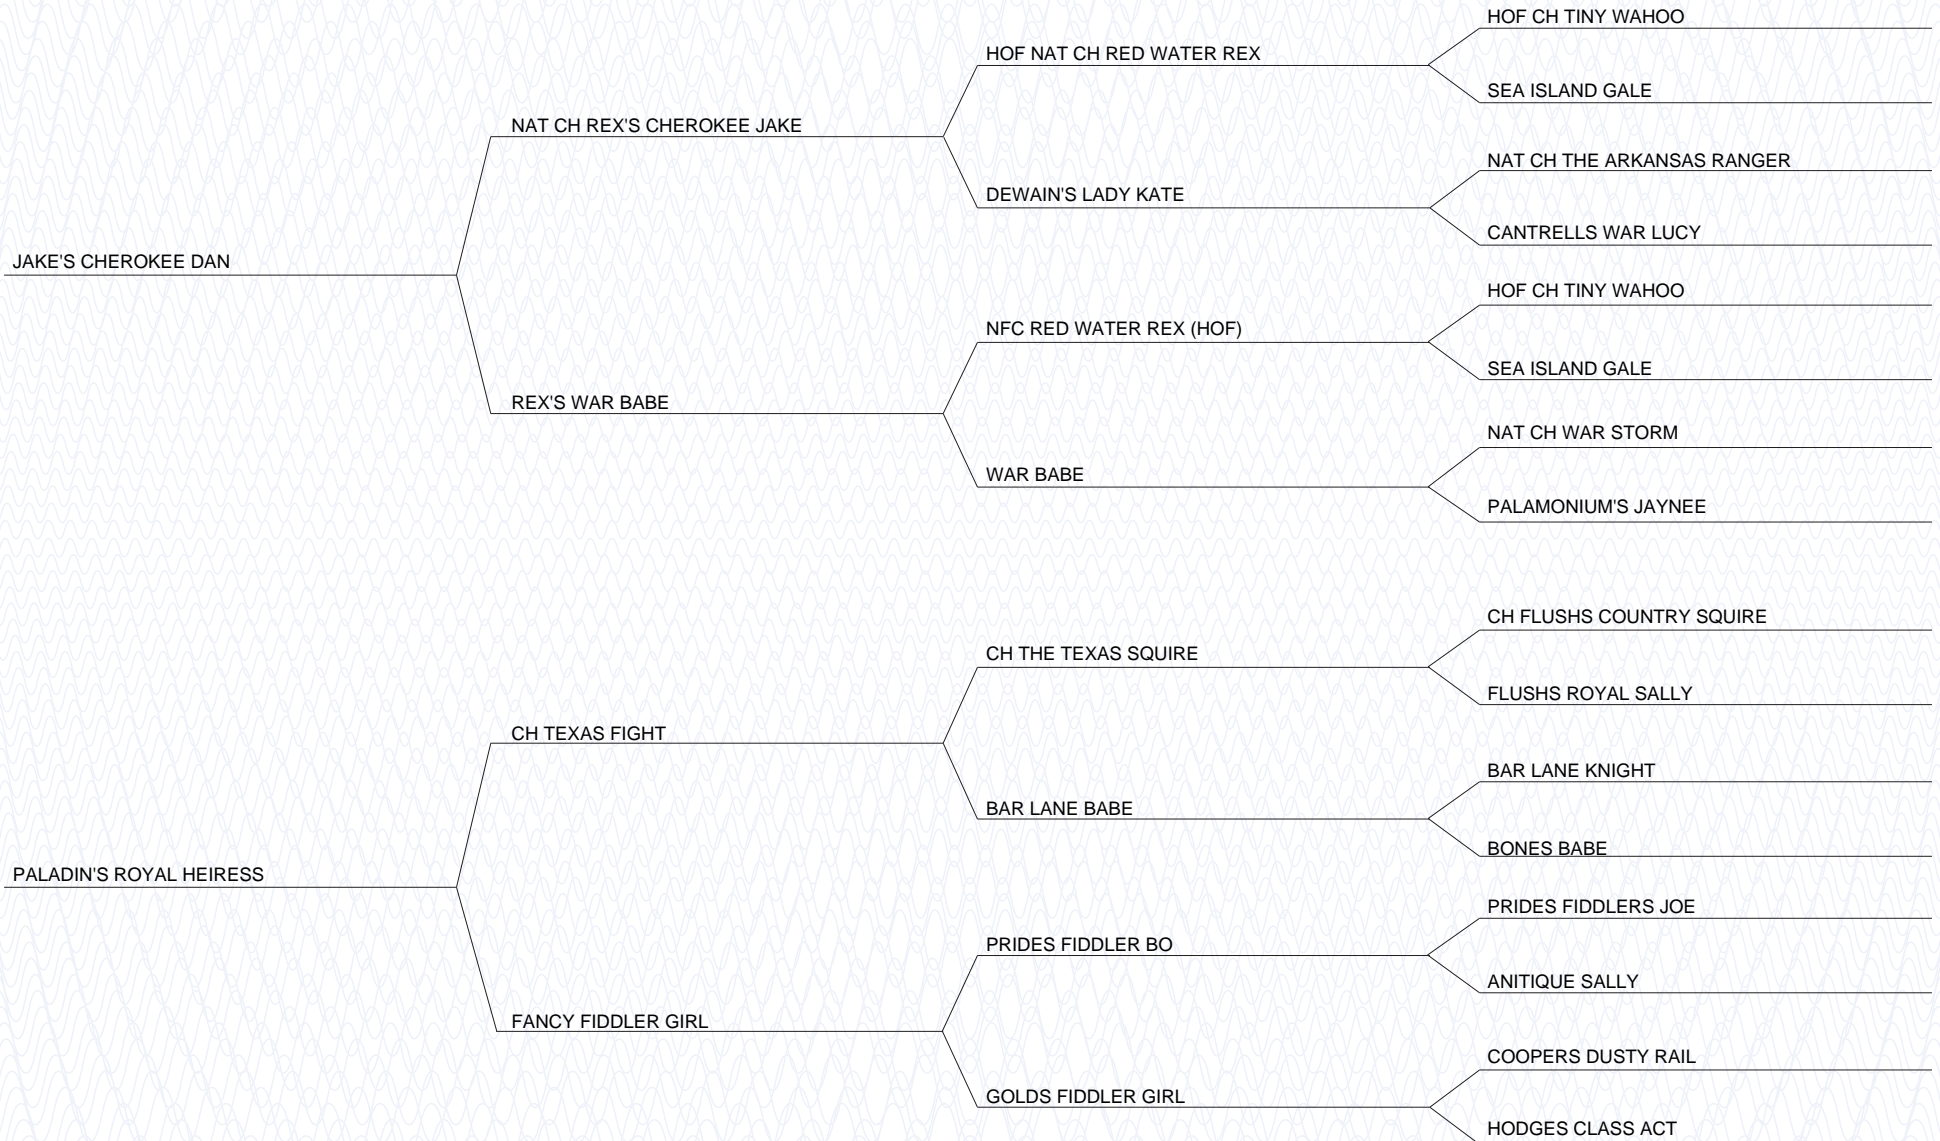 HOF CH TINY WAHOO
HOF NAT CH RED WATER REX
SEA ISLAND GALE
NAT CH REX'S CHEROKEE JAKE
NAT CH THE ARKANSAS RANGER
DEWAIN'S LADY KATE
CANTRELLS WAR LUCY
JAKE'S CHEROKEE DAN
HOF CH TINY WAHOO
NFC RED WATER REX (HOF)
SEA ISLAND GALE
REX'S WAR BABE
NAT CH WAR STORM
WAR BABE
PALAMONIUM'S JAYNEE
CH FLUSHS COUNTRY SQUIRE
CH THE TEXAS SQUIRE
FLUSHS ROYAL SALLY
CH TEXAS FIGHT
BAR LANE KNIGHT
BAR LANE BABE
BONES BABE
PALADIN'S ROYAL HEIRESS
PRIDES FIDDLERS JOE
PRIDES FIDDLER BO
ANITIQUE SALLY
FANCY FIDDLER GIRL
COOPERS DUSTY RAIL
GOLDS FIDDLER GIRL
HODGES CLASS ACT